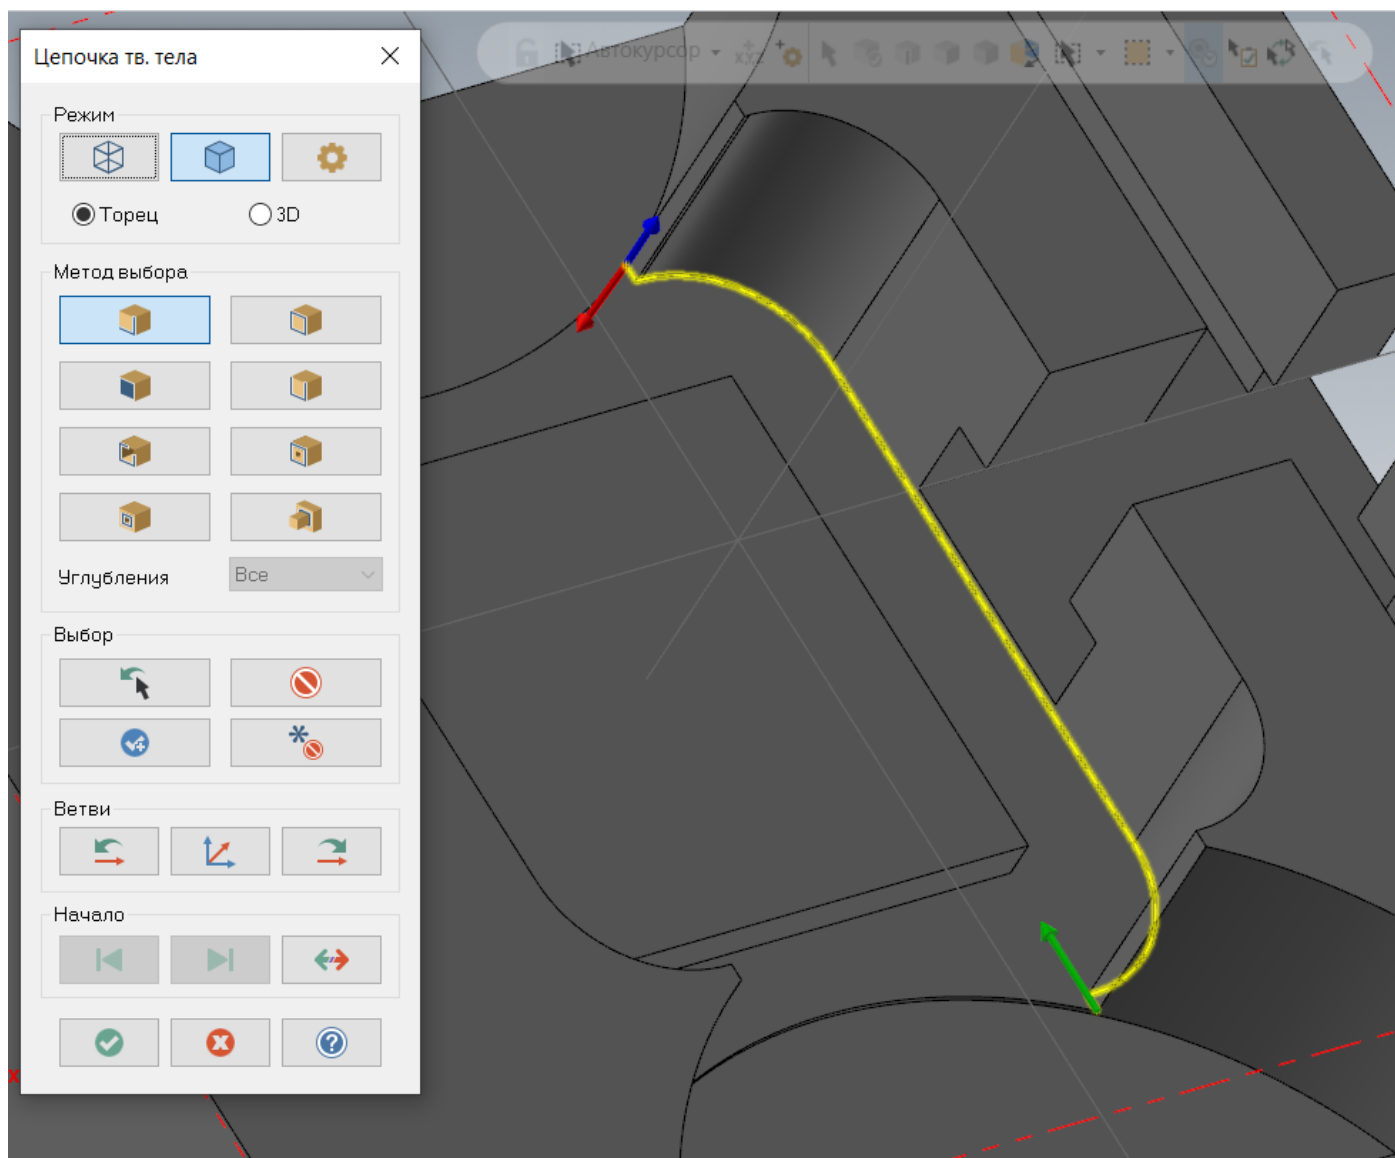 Цепочка тв. тела
Автокурсор
Режим
Торец
3D
Метод выбора
Углубления
Все
Выбор
Ветви
Начало
X